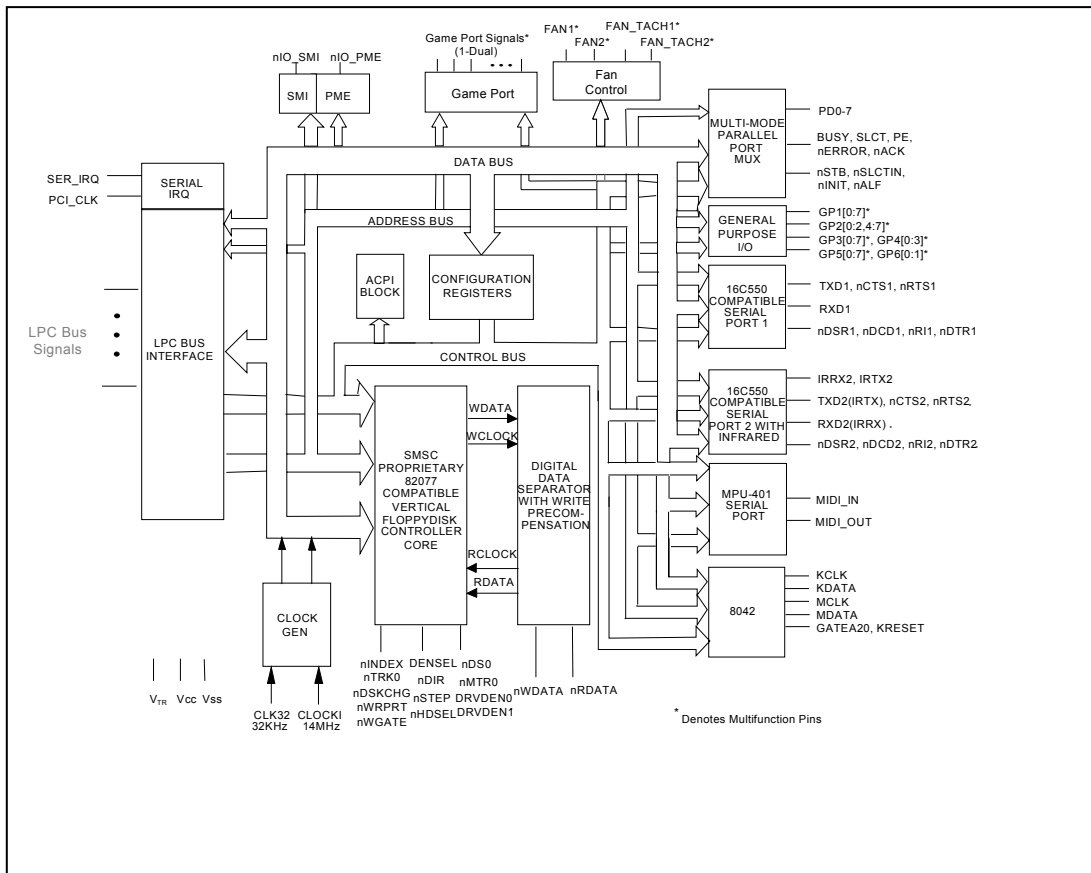 Game Port Signals*
(1-Dual)
FAN1*
FAN_TACH1*
FAN2*
FAN_TACH2*
nIO_SMI
nIO_PME
SMI
PME
Game Port
Fan
Control
MULTI-MODE
PARALLEL
PORT
MUX
PD0-7
BUSY, SLCT, PE,
nERROR, nACK
nSTB, nSLCTIN,
nINIT, nALF
DATA BUS
SER_IRQ
PCI_CLK
SERIAL
IRQ
ADDRESS BUS
GENERAL
PURPOSE
I/O
GP1[0:7]*
GP2[0:2,4:7]*
GP3[0:7]*, GP4[0:3]*
GP5[0:7]*, GP6[0:1]*
ACPI
BLOCK
CONFIGURATION
REGISTERS
16C550
COMPATIBLE
SERIAL
PORT 1
TXD1, nCTS1, nRTS1
RXD1
nDSR1, nDCD1, nRI1, nDTR1
LPC Bus
Signals
LPC BUS
INTERFACE
CONTROL BUS
16C550
COMPATIBLE
SERIAL
PORT 2 WITH
INFRARED
IRRX2, IRTX2
TXD2(IRTX), nCTS2, nRTS2,
RXD2(IRRX) .
nDSR2, nDCD2, nRI2, nDTR2
WDATA
WCLOCK
SMSC
PROPRIETARY
82077
COMPATIBLE
VERTICAL
FLOPPYDISK
CONTROLLER
CORE
DIGITAL
DATA
SEPARATOR
WITH WRITE
PRECOM-
PENSATION
RCLOCK
RDATA
MPU-401
SERIAL
PORT
MIDI_IN
MIDI_OUT
8042
KCLK
KDATA
MCLK
MDATA
GATEA20, KRESET
CLOCK
GEN
VTR Vcc Vss
CLK32
32KHz
CLOCKI
14MHz
nINDEX
nTRK0
nDSKCHG
nWRPRT
nWGATE
DENSEL
nDIR
nSTEP
nHDSEL
nDS0
nMTR0
DRVDEN0
DRVDEN1
nWDATA
nRDATA
* Denotes Multifunction Pins